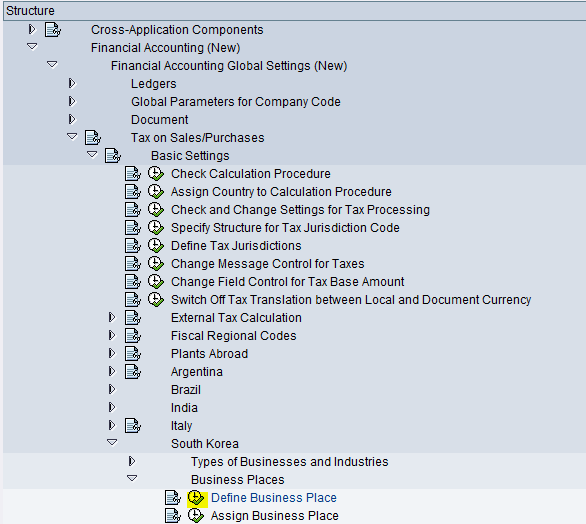 Structure
Cross-Application Components
Financial Accounting (New)
Financial Accounting Global Settings (New)
Ledgers
Global Parameters for Company Code
Document
Tax on Sales/Purchases
Basic Settings
Check Calculation Procedure
Assign Country to Calculation Procedure
Check and Change Settings for Tax Processing
Specify Structure for Tax Jurisdiction Code
Define Tax Jurisdictions
Change Message Control for Taxes
Change Field Control for Tax Base Amount
Switch Off Tax Translation between Local and Document Currency
External Tax Calculation
Fiscal Regional Codes
Plants Abroad
Argentina
Brazil
India
Italy
South Korea
Types of Businesses and Industries
Business Places
Define Business Place
Assign Business Place